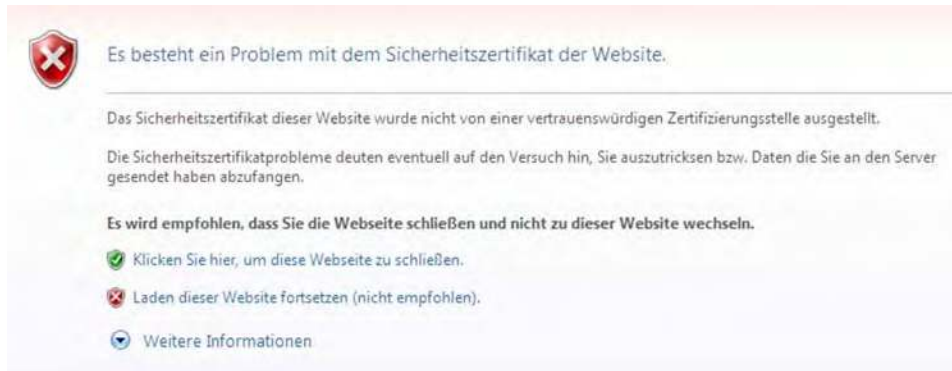 Es besteht ein Problem mit dem Sicherheitszertifikat der Website.
Das Sicherheitszertifikat dieser Website wurde nicht von einer vertrauenswürdigen Zertifizierungsstelle ausgestellt.
Die Sicherheitszertifikatprobleme deuten eventuell auf den Versuch hin, Sie auszutricksen bzw. Daten die Sie an den Server
gesendet haben abzufangen.
Es wird empfohlen, dass Sie die Webseite schließen und nicht zu dieser Website wechseln.
Klicken Sie hier, um diese Webseite zu schließen.
Laden dieser Website fortsetzen (nicht empfohlen).
Weitere Informationen